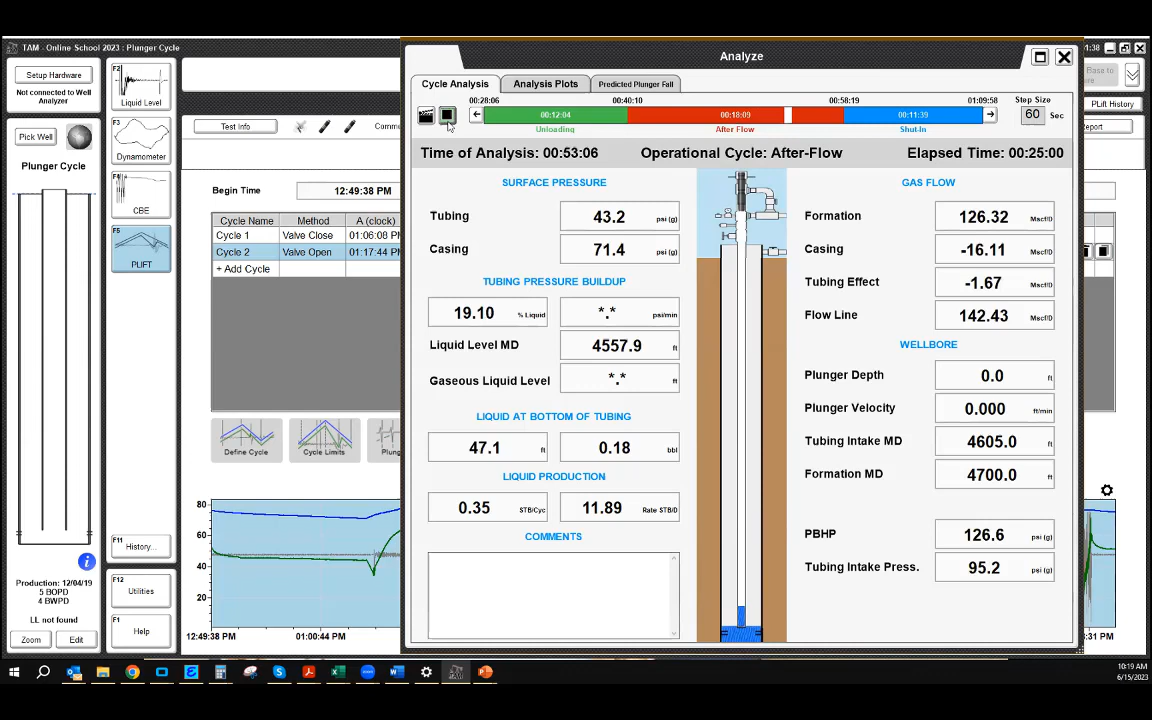 TAM - Online School 2023 : Plunger Cycle
1:38
Setup Hardware
Not connected to Well
Analyzer
Pick Well
Plunger Cycle
Production: 12/04/19
5 BOPD
4 BWPD
LL not found
Zoom
Edit
F2
Liquid Level
F3
Dynamometer
F4
CBE
F5
PLIFT
F11
History...
F12
Utilities
F1
Help
Test Info
Begin Time
12:49:38 PM
Cycle Name Method A (clock)
Cycle 1 Valve Close 01:06:08 PM
Cycle 2 Valve Open 01:17:44 PM
+ Add Cycle
Define Cycle
Cycle Limits
80
60
40
20
12:49:38 PM
01:00:44 PM
Analyze
Cycle Analysis
Analysis Plots
Predicted Plunger Fall
00:28:06 00:40:10 00:58:19 01:09:58
00:12:04 00:18:09 00:11:39
Unloading After Flow Shut-In
Step Size
60 Sec
Time of Analysis: 00:53:06 Operational Cycle: After-Flow Elapsed Time: 00:25:00
SURFACE PRESSURE
Tubing 43.2 psi (g)
Casing 71.4 psi (g)
TUBING PRESSURE BUILDUP
19.10 % Liquid *.* psi/min
Liquid Level MD 4557.9 ft
Gaseous Liquid Level *.* ft
LIQUID AT BOTTOM OF TUBING
47.1 ft 0.18 bbl
LIQUID PRODUCTION
0.35 STB/Cyc 11.89 Rate STB/D
COMMENTS
GAS FLOW
Formation 126.32 Mscf/D
Casing -16.11 Mscf/D
Tubing Effect -1.67 Mscf/D
Flow Line 142.43 Mscf/D
WELLBORE
Plunger Depth 0.0 ft
Plunger Velocity 0.000 ft/min
Tubing Intake MD 4605.0 ft
Formation MD 4700.0 ft
PBHP 126.6 psi (g)
Tubing Intake Press. 95.2 psi (g)
PLift History
10:19 AM
6/15/2023